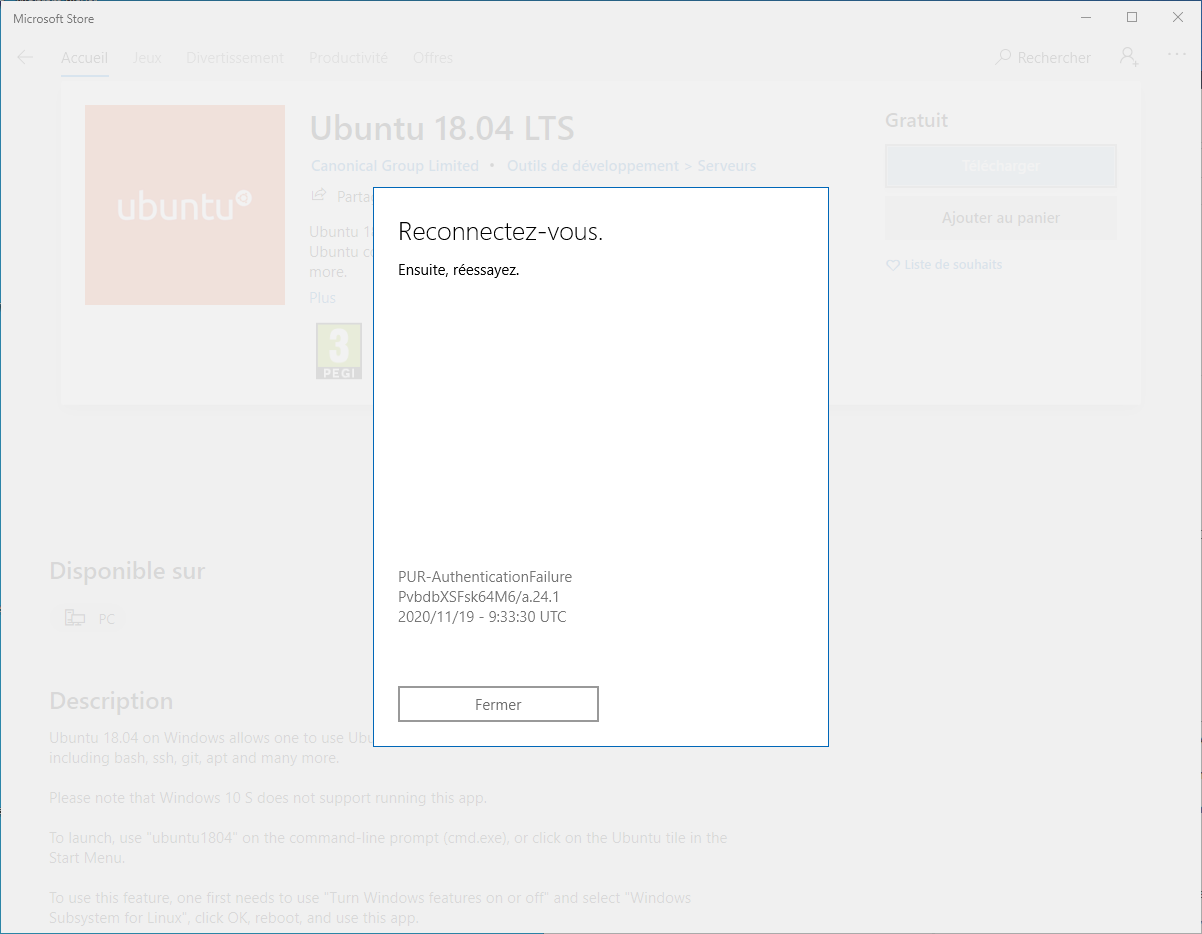 Microsoft Store
Accueil Jeux Divertissement Productivité Offres Rechercher
ubuntu
Ubuntu 18.04 LTS
Canonical Group Limited • Outils de développement > Serveurs
Partag
Ubuntu 18
Ubuntu co
more.
Plus
3
PEGI
Gratuit
Télécharger
Ajouter au panier
Liste de souhaits
Reconnectez-vous.
Ensuite, réessayez.
PUR-AuthenticationFailure
PvbdbXSFsk64M6/a.24.1
2020/11/19 - 9:33:30 UTC
Fermer
Disponible sur
PC
Description
Ubuntu 18.04 on Windows allows one to use Ubu
including bash, ssh, git, apt and many more.
Please note that Windows 10 S does not support running this app.
To launch, use "ubuntu1804" on the command-line prompt (cmd.exe), or click on the Ubuntu tile in the
Start Menu.
To use this feature, one first needs to use "Turn Windows features on or off" and select "Windows
Subsystem for Linux", click OK, reboot, and use this app.